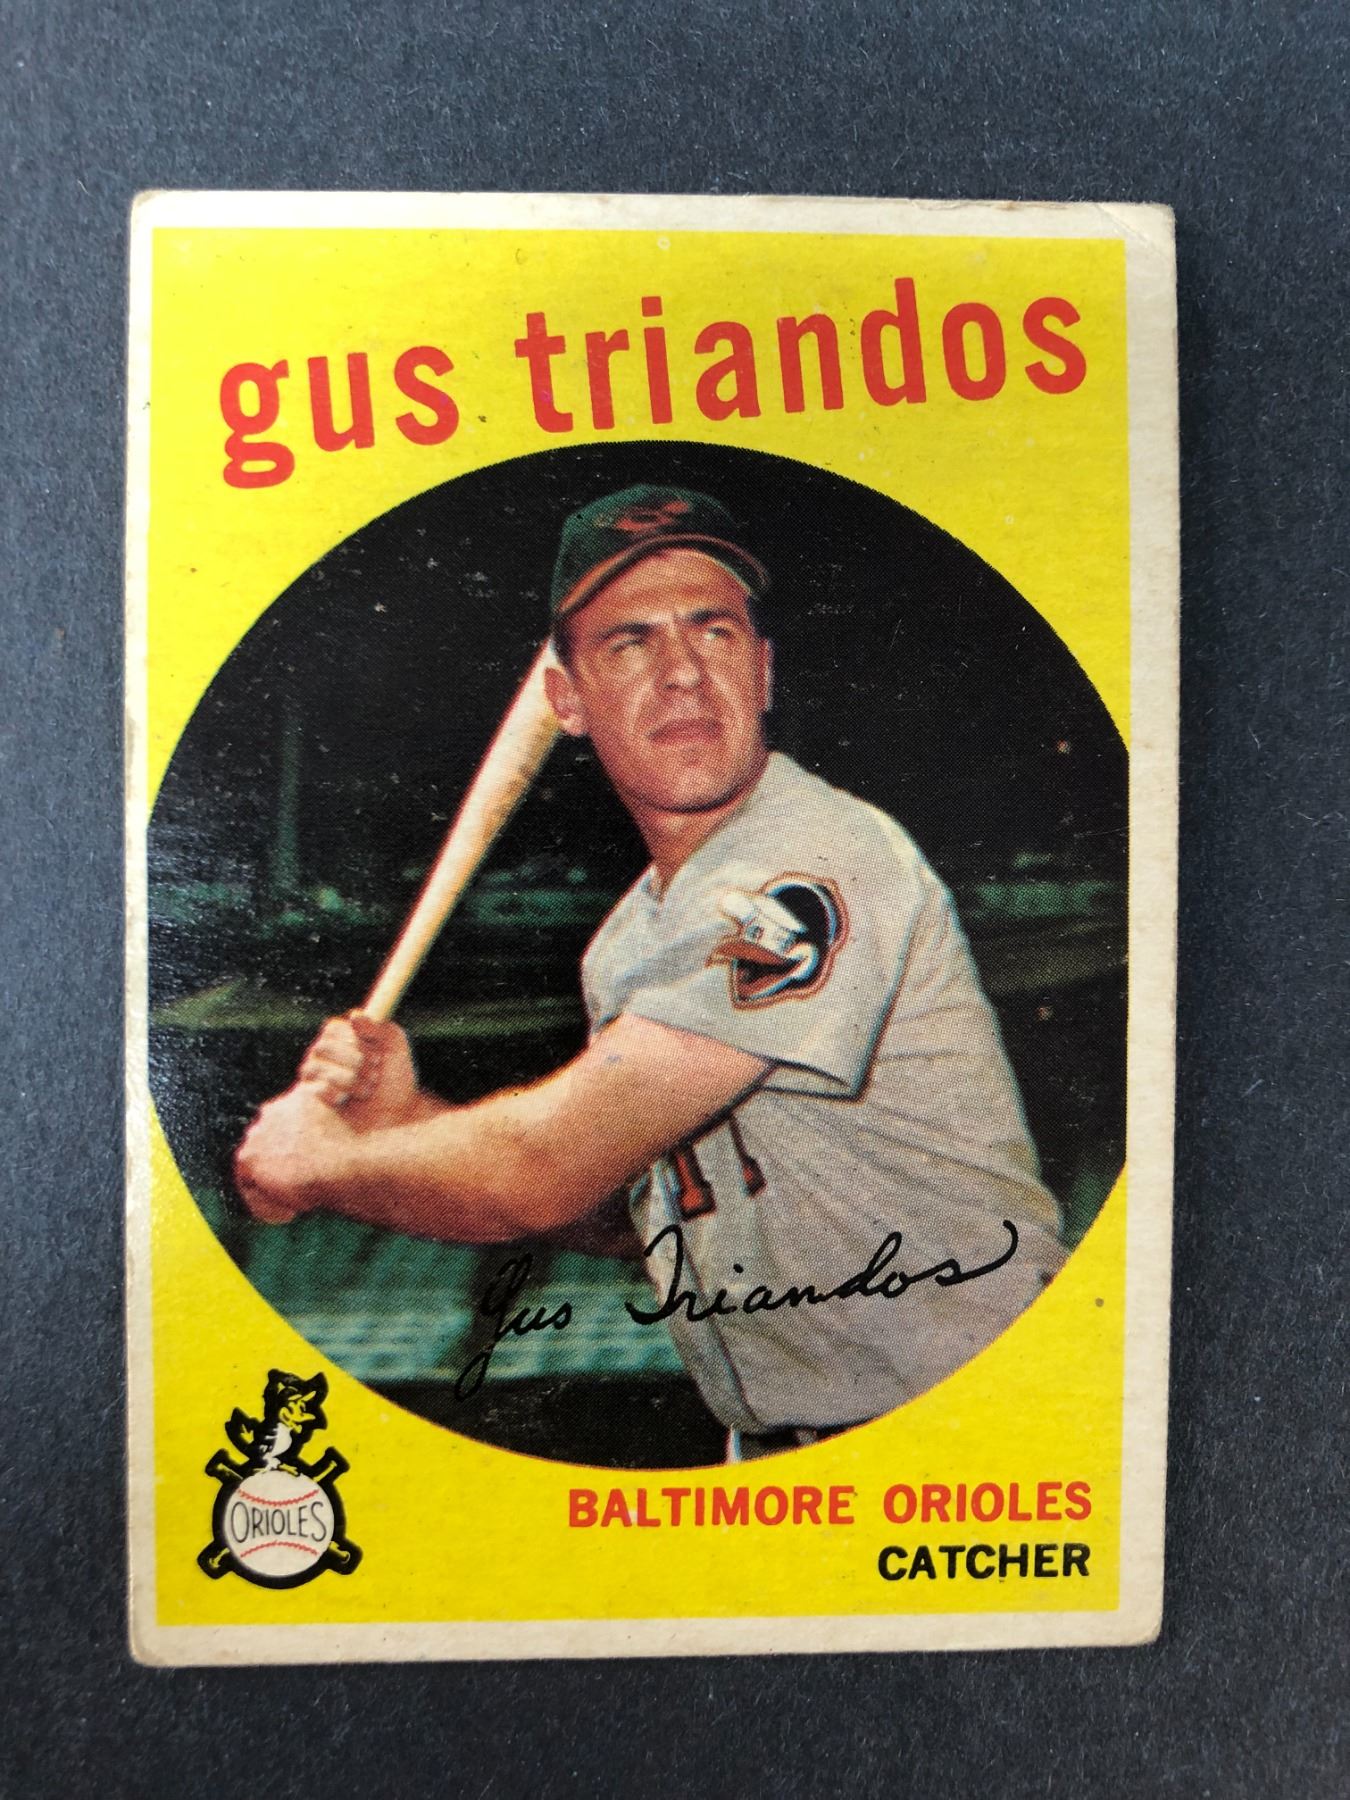 gus triandos
Gus Triandos
ORIOLES
BALTIMORE ORIOLES
CATCHER